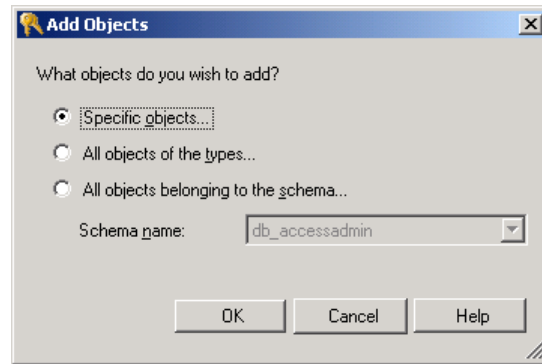 Add Objects
What objects do you wish to add?
Specific objects...
All objects of the types...
All objects belonging to the schema...
Schema name: db_accessadmin
OK Cancel Help